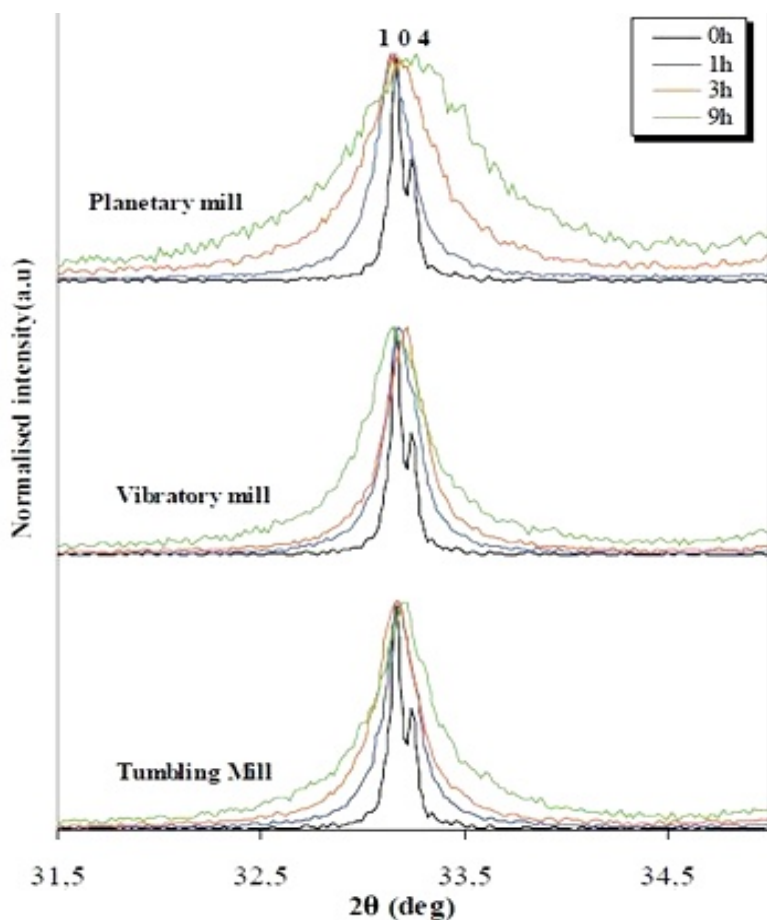 1 0 4
0h
1h
3h
9h
Planetary mill
Vibratory mill
Tumbling Mill
Normalised intensity(a.u)
31,5 32,5 33,5 34,5
2θ (deg)